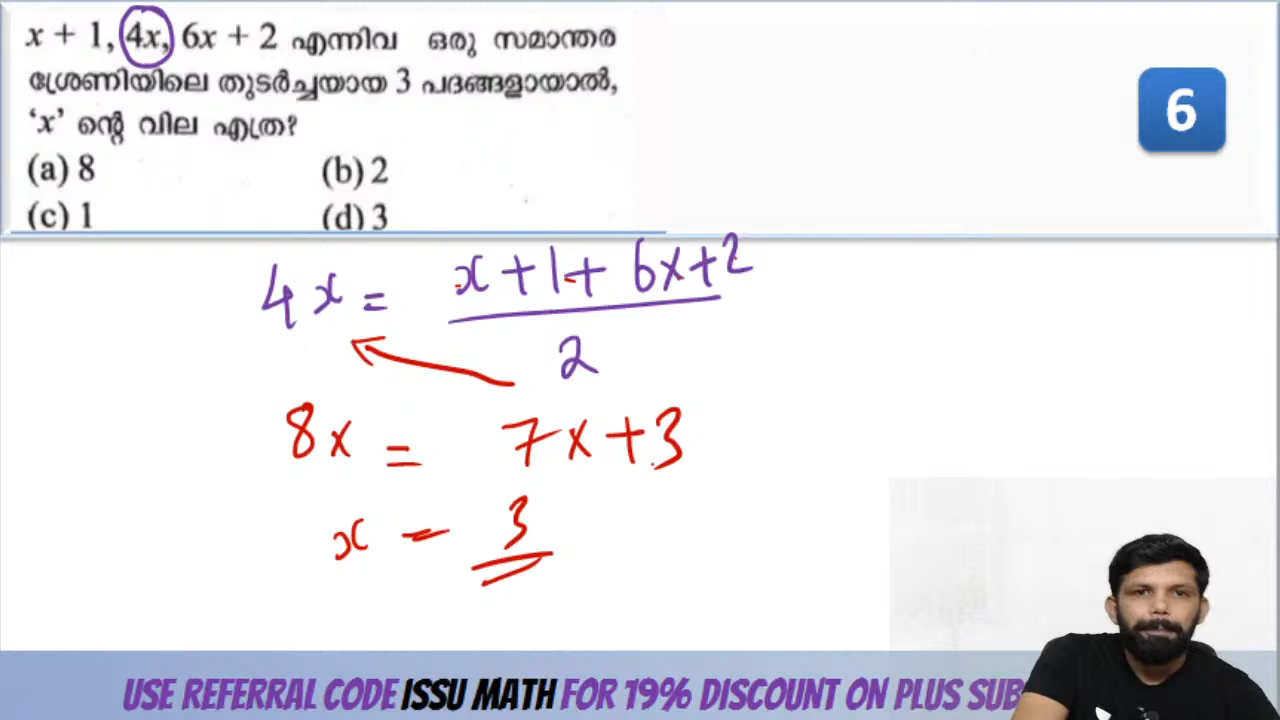 x + 1, 4x, 6x + 2 എന്നിവ ഒരു സമാന്തര
ശ്രേണിയിലെ തുടർച്ചയായ 3 പദങ്ങളായാൽ,
‘x’ ന്റെ വില എത്ര?
(a) 8 (b) 2
(c) 1 (d) 3
6
4x = x + 1 + 6x + 2
2
8x = 7x + 3
x = 3
USE REFERRAL CODE ISSU MATH FOR 19% DISCOUNT ON PLUS SUB